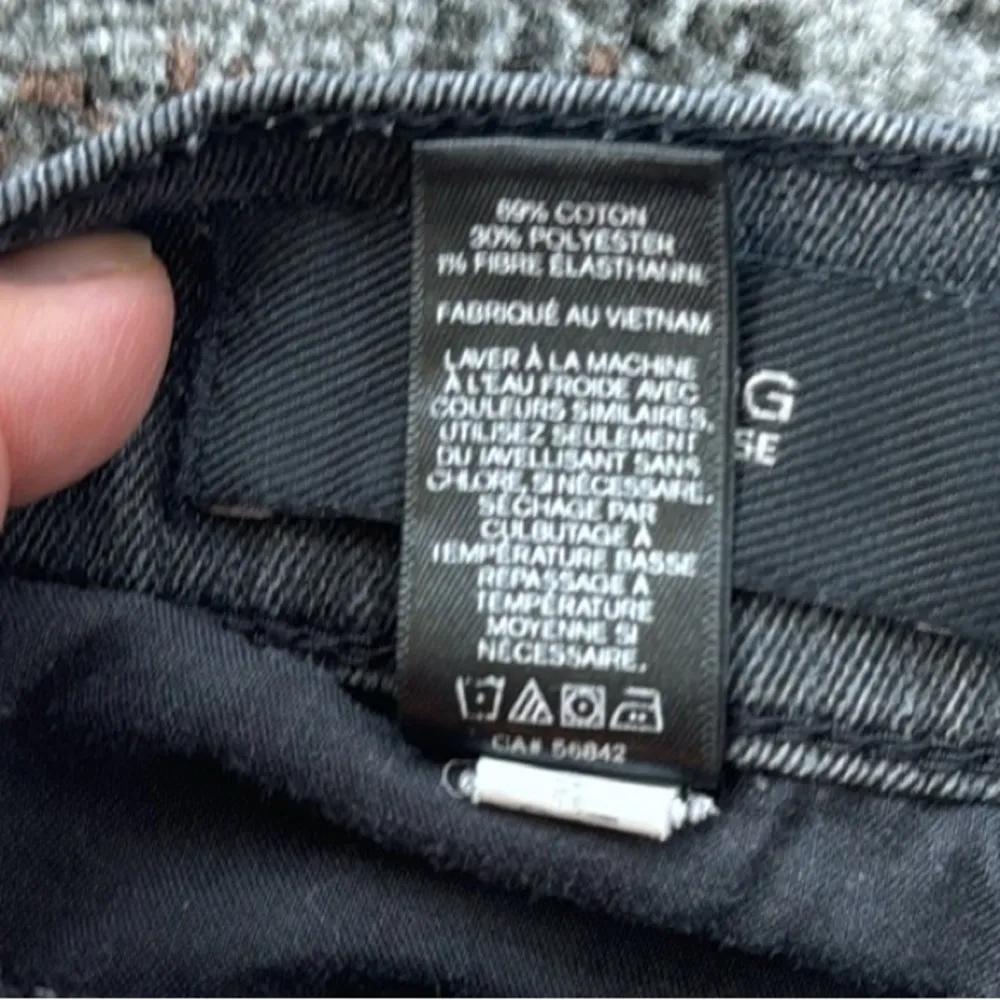 69% COTON
30% POLYESTER
1% FIBRE ÉLASTHANNE
FABRIQUÉ AU VIETNAM
LAVER À LA MACHINE
À L'EAU FROIDE AVEC
COULEURS SIMILAIRES.
UTILISEZ SEULEMENT
DU JAVELLISANT SANS
CHLORE, SI NÉCESSAIRE.
SÉCHAGE PAR
CULBUTAGE À
TEMPÉRATURE BASSE
REPASSAGE À
TEMPÉRATURE
MOYENNE SI
NÉCESSAIRE.
CA# 56842
G
SE